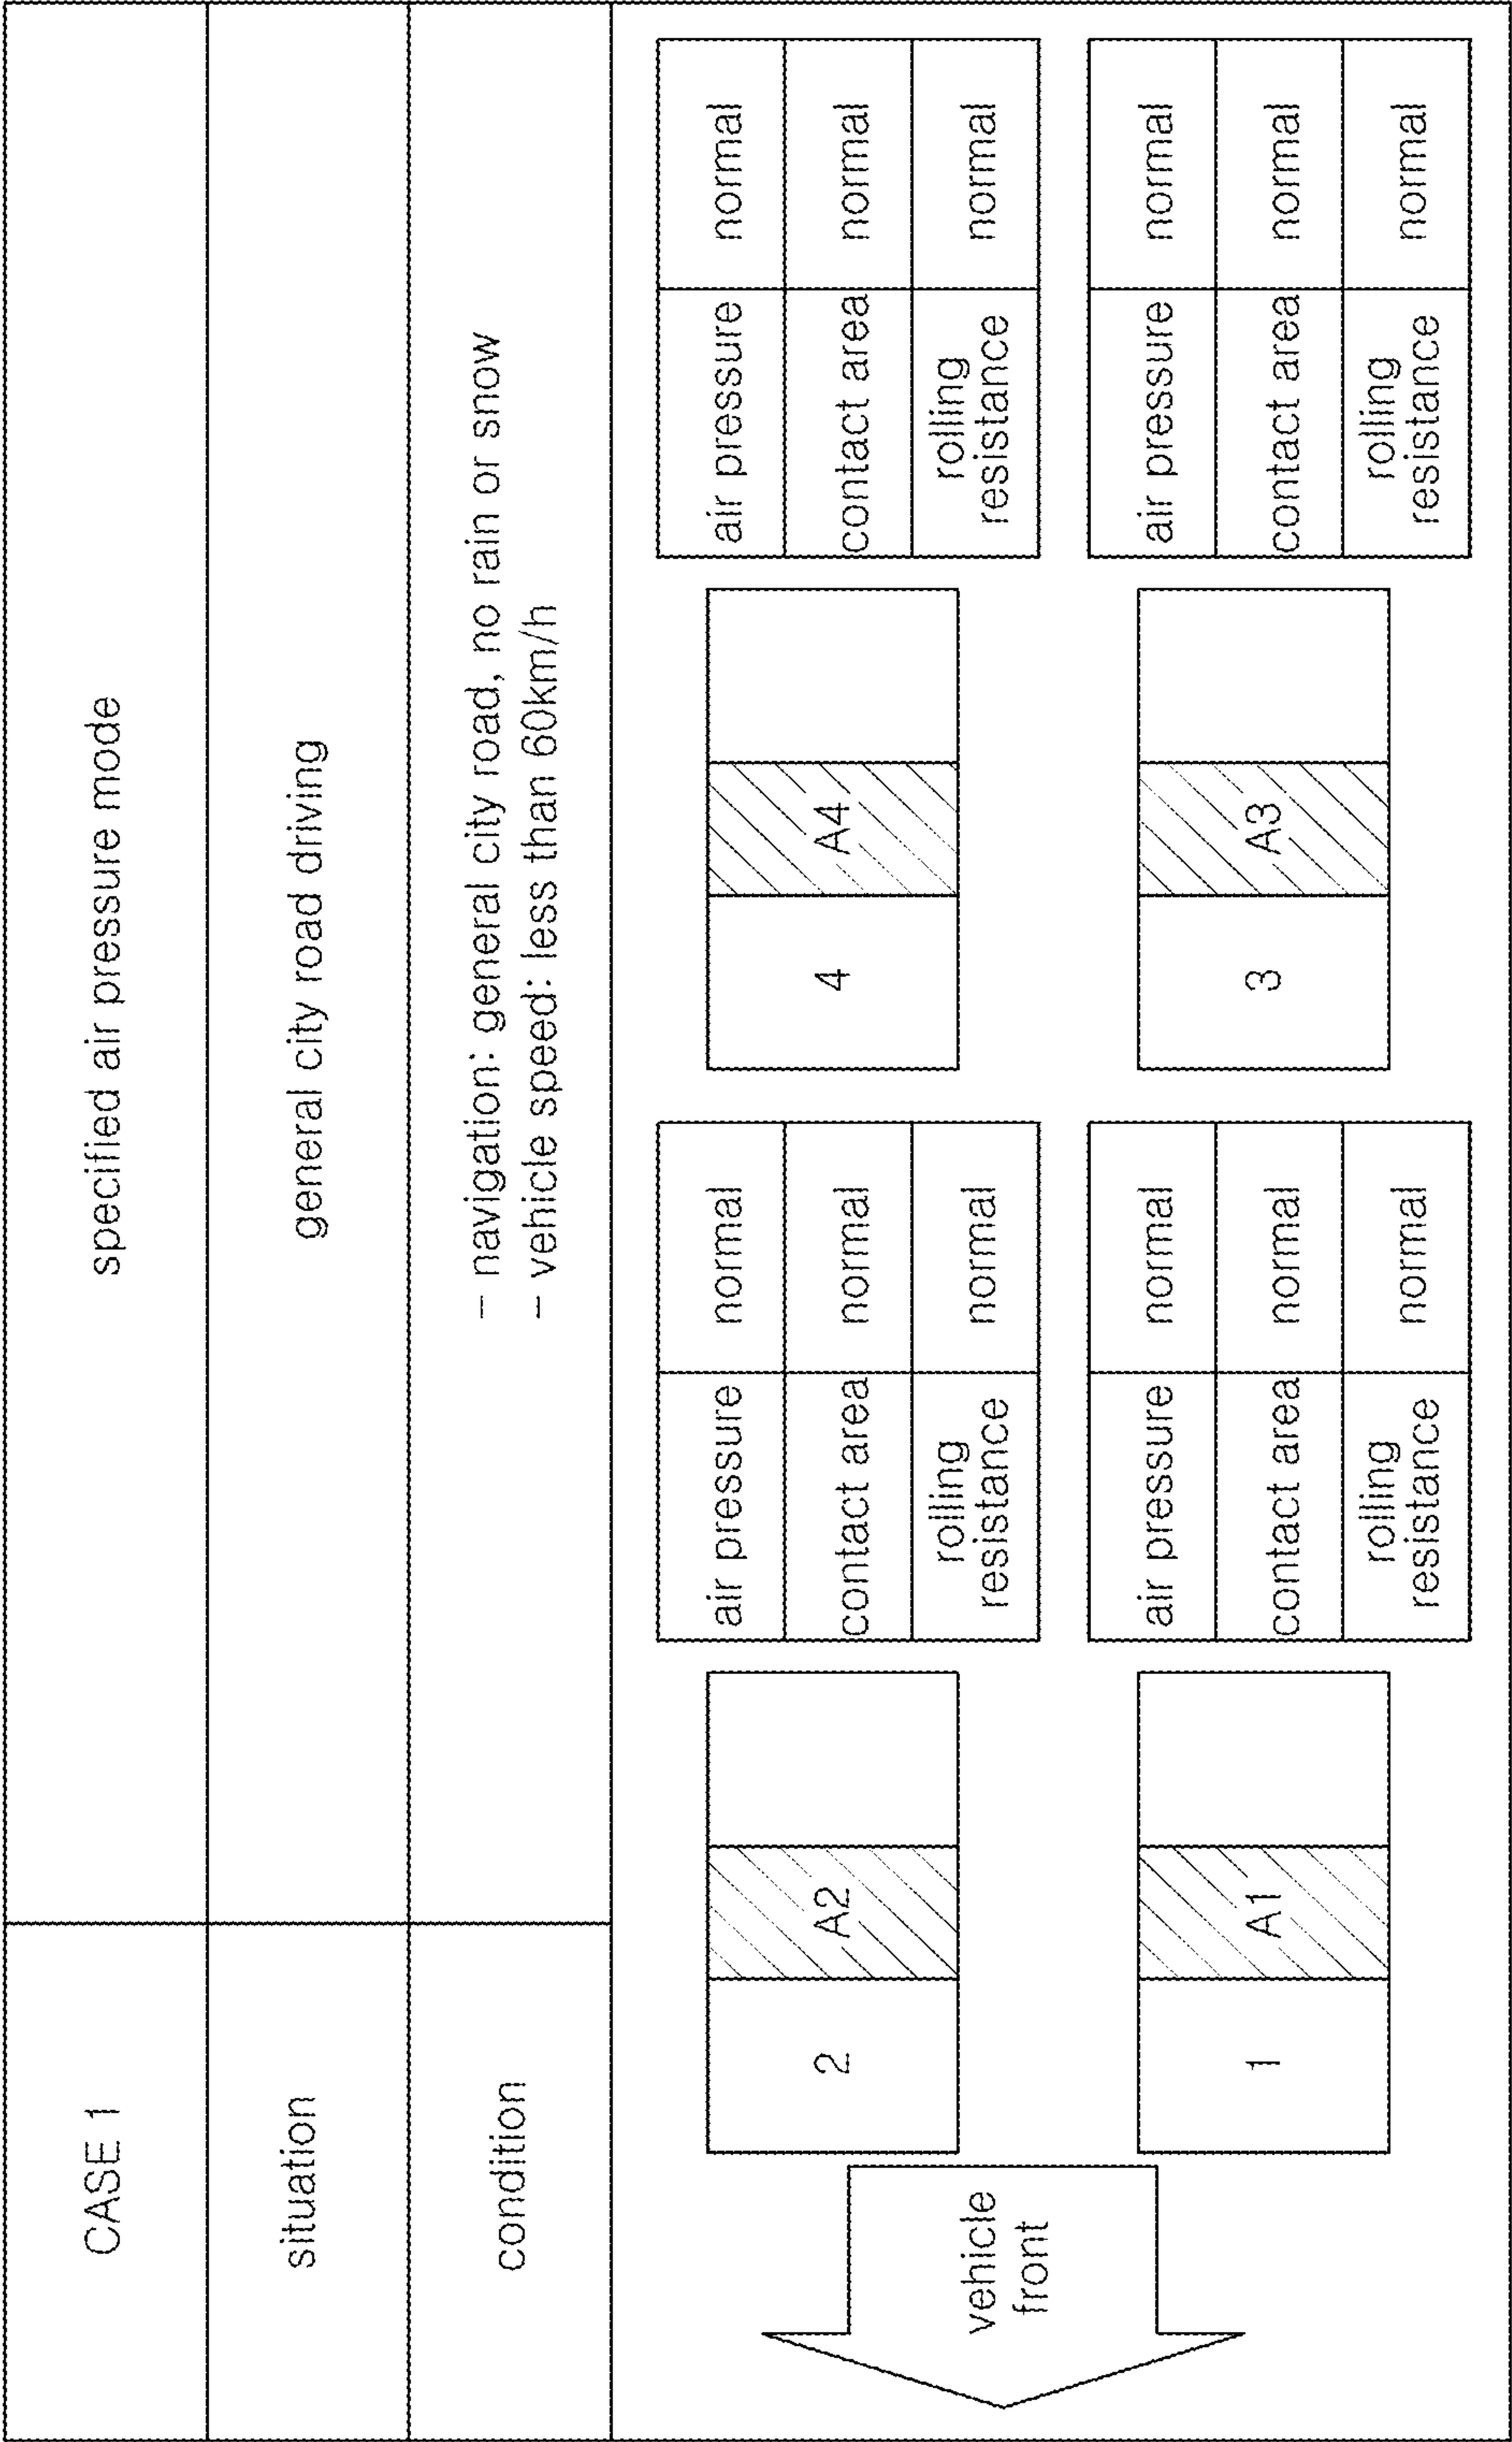 CASE 1
specified air pressure mode
situation
general city road driving
condition
- navigation: general city road, no rain or snow
- vehicle speed: less than 60km/h
vehicle
front
2
A2
air pressure
normal
contact area
normal
rolling
resistance
normal
4
A4
air pressure
normal
contact area
normal
rolling
resistance
normal
1
A1
air pressure
normal
contact area
normal
rolling
resistance
normal
3
A3
air pressure
normal
contact area
normal
rolling
resistance
normal